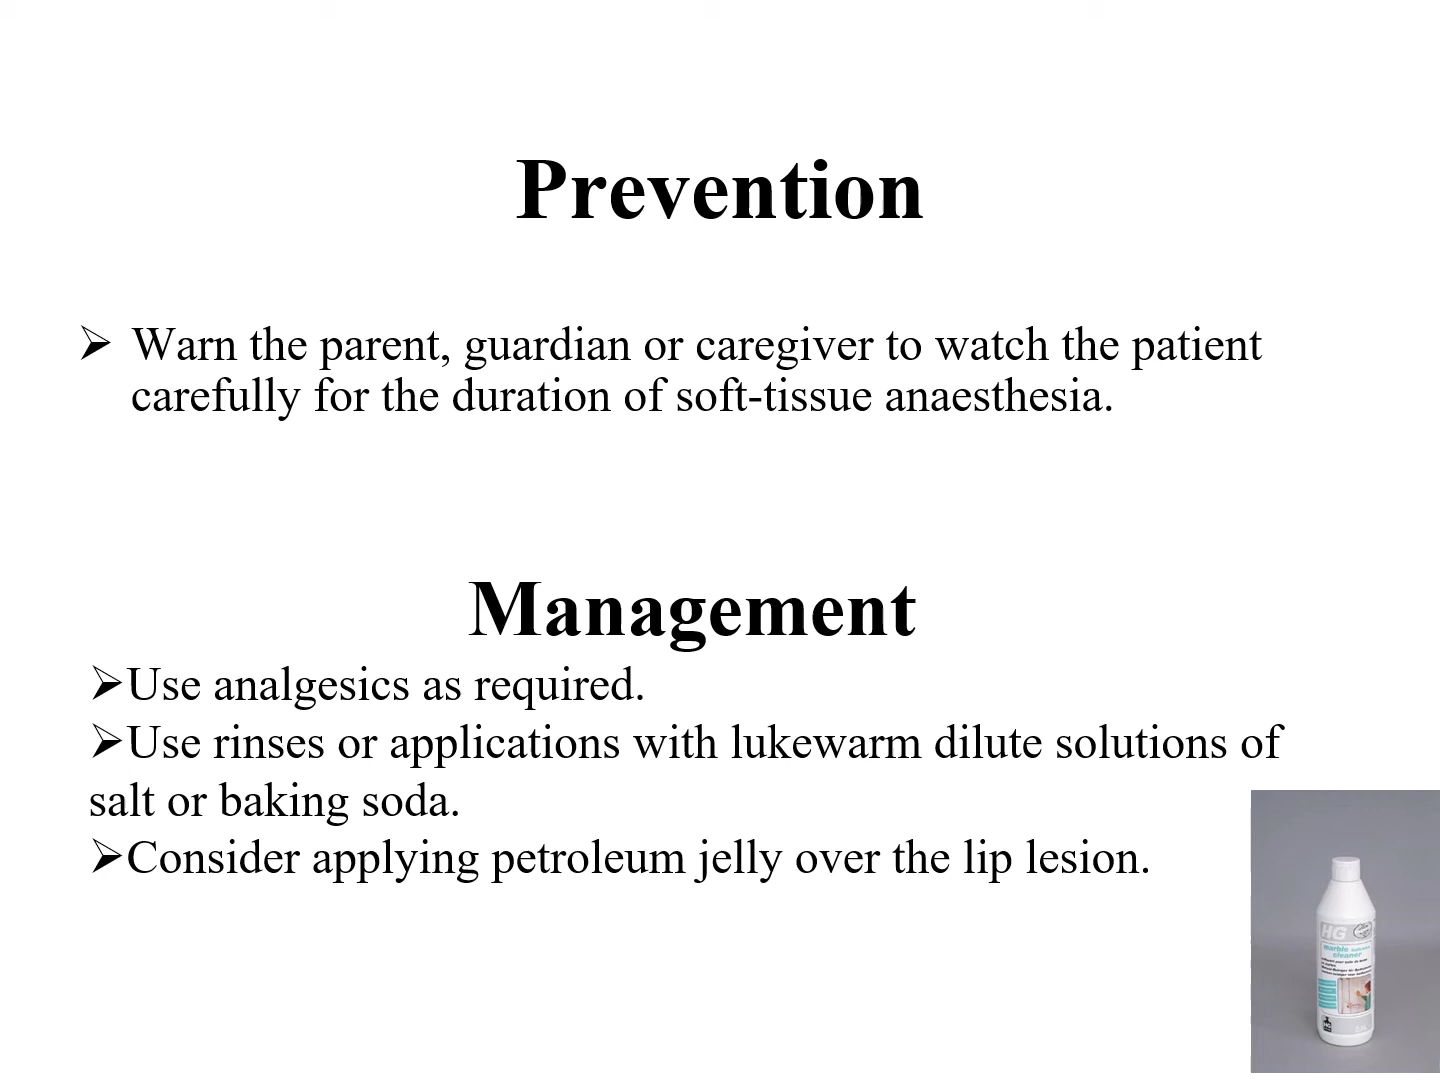 Prevention
➢ Warn the parent, guardian or caregiver to watch the patient
carefully for the duration of soft-tissue anaesthesia.
Management
➢Use analgesics as required.
➢Use rinses or applications with lukewarm dilute solutions of
salt or baking soda.
➢Consider applying petroleum jelly over the lip lesion.
HG
marble
cleaner